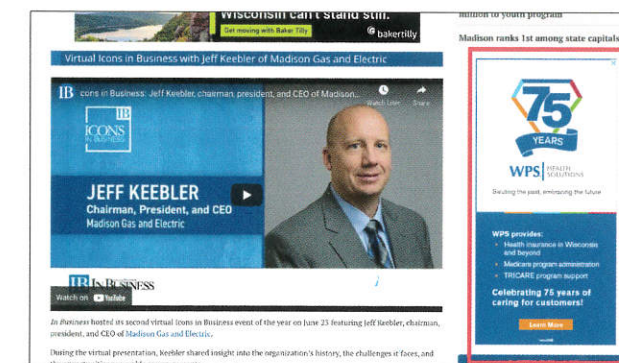 Wisconsin can't stand still.
Get moving with Baker Tilly
bakertilly
million to youth program
Madison ranks 1st among state capitals
Virtual Icons in Business with Jeff Keebler of Madison Gas and Electric
IB cons in Business: Jeff Keebler, chairman, president, and CEO of Madison...
Watch Later Share
IB
ICONS
IN BUSINESS
JEFF KEEBLER
Chairman, President, and CEO
Madison Gas and Electric
IB IN BUSINESS
Watch on YouTube
In Business hosted its second virtual Icons in Business event of the year on June 23 featuring Jeff Keebler, chairman,
president, and CEO of Madison Gas and Electric.
During the virtual presentation, Keebler shared insight into the organization's history, the challenges it faces, and
75
YEARS
WPS HEALTH
SOLUTIONS
Saluting the past, embracing the future
WPS provides:
• Health insurance in Wisconsin
and beyond
• Medicare program administration
• TRICARE program support
Celebrating 75 years of
caring for customers!
Learn More